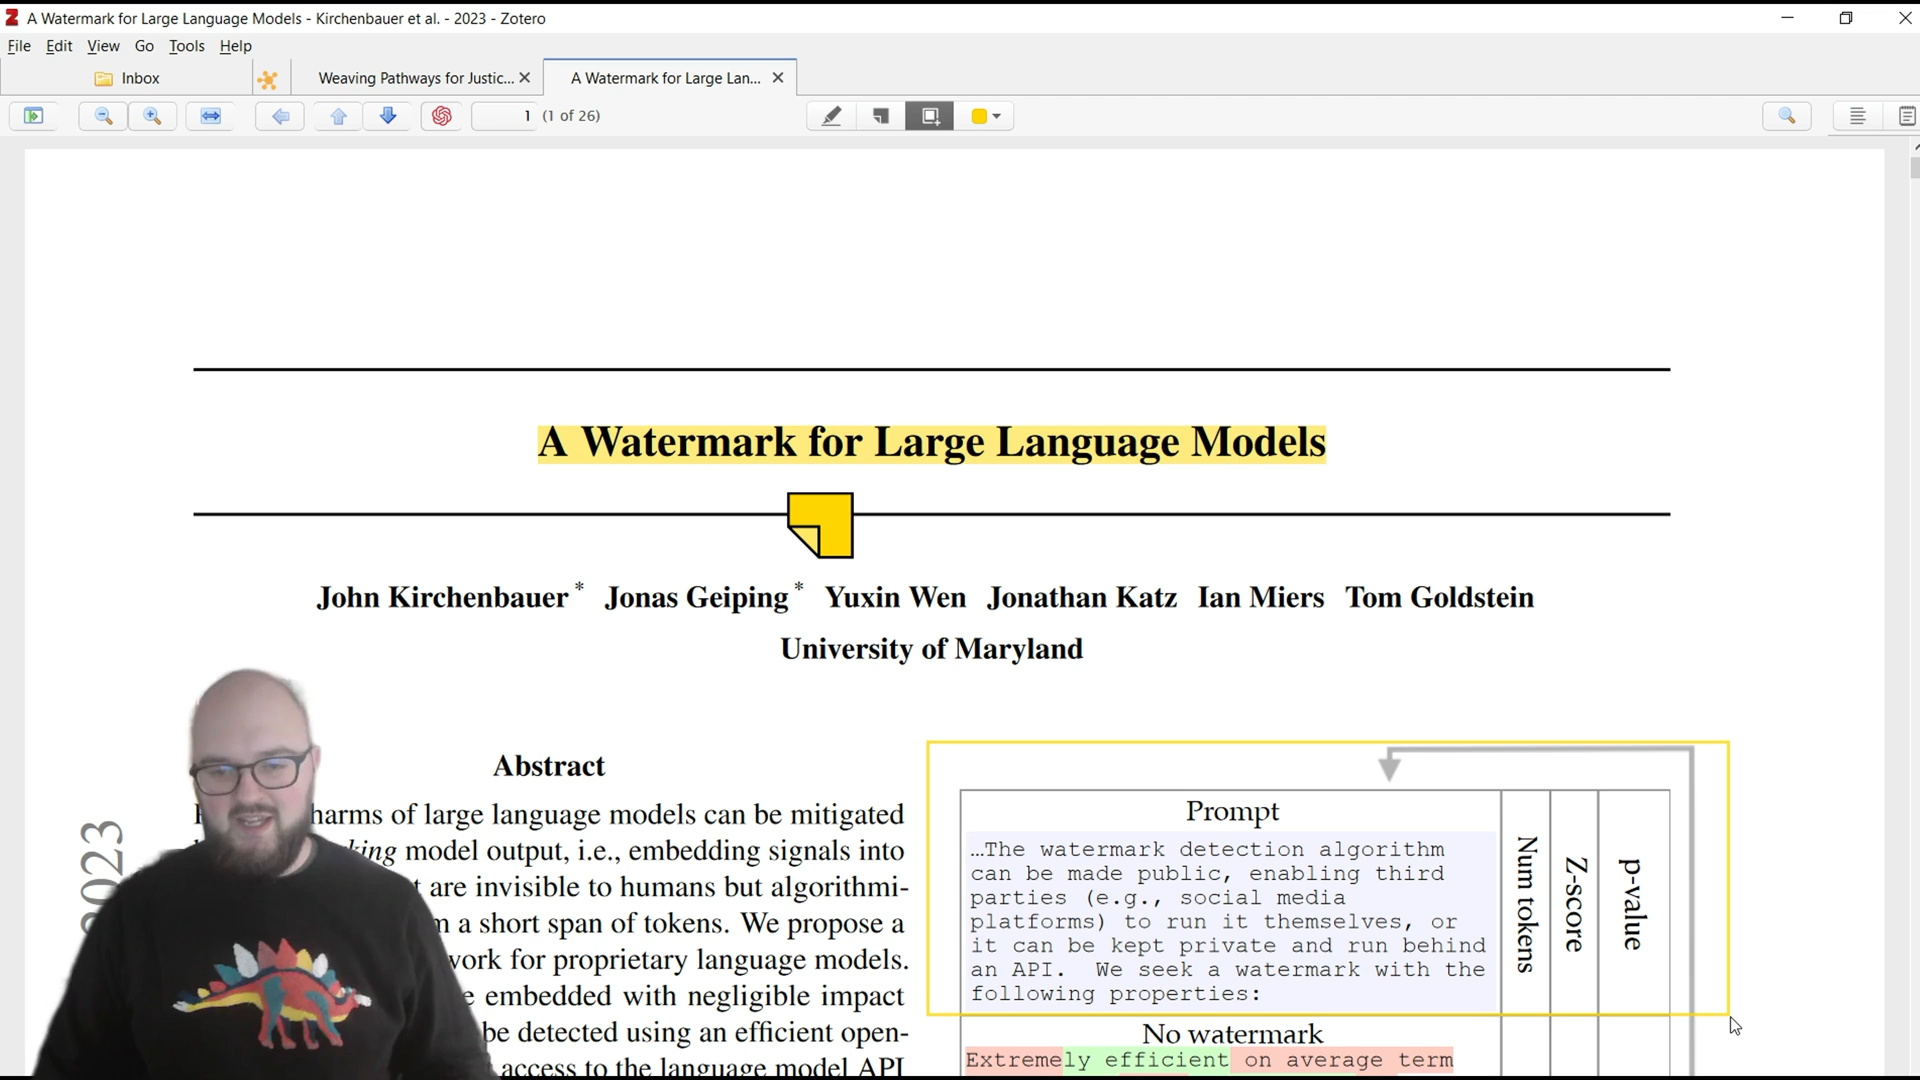 A Watermark for Large Language Models - Kirchenbauer et al. - 2023 - Zotero
File Edit View Go Tools Help
Inbox
Weaving Pathways for Justic...
A Watermark for Large Lan...
1 (1 of 26)
A Watermark for Large Language Models
John Kirchenbauer * Jonas Geiping * Yuxin Wen Jonathan Katz Ian Miers Tom Goldstein
University of Maryland
2023
Abstract
harms of large language models can be mitigated
king model output, i.e., embedding signals into
t are invisible to humans but algorithmi-
a short span of tokens. We propose a
work for proprietary language models.
e embedded with negligible impact
be detected using an efficient open-
access to the language model API
Prompt
…The watermark detection algorithm
can be made public, enabling third
parties (e.g., social media
platforms) to run it themselves, or
it can be kept private and run behind
an API. We seek a watermark with the
following properties:
Num tokens
Z-score
p-value
No watermark
Extremely efficient on average term